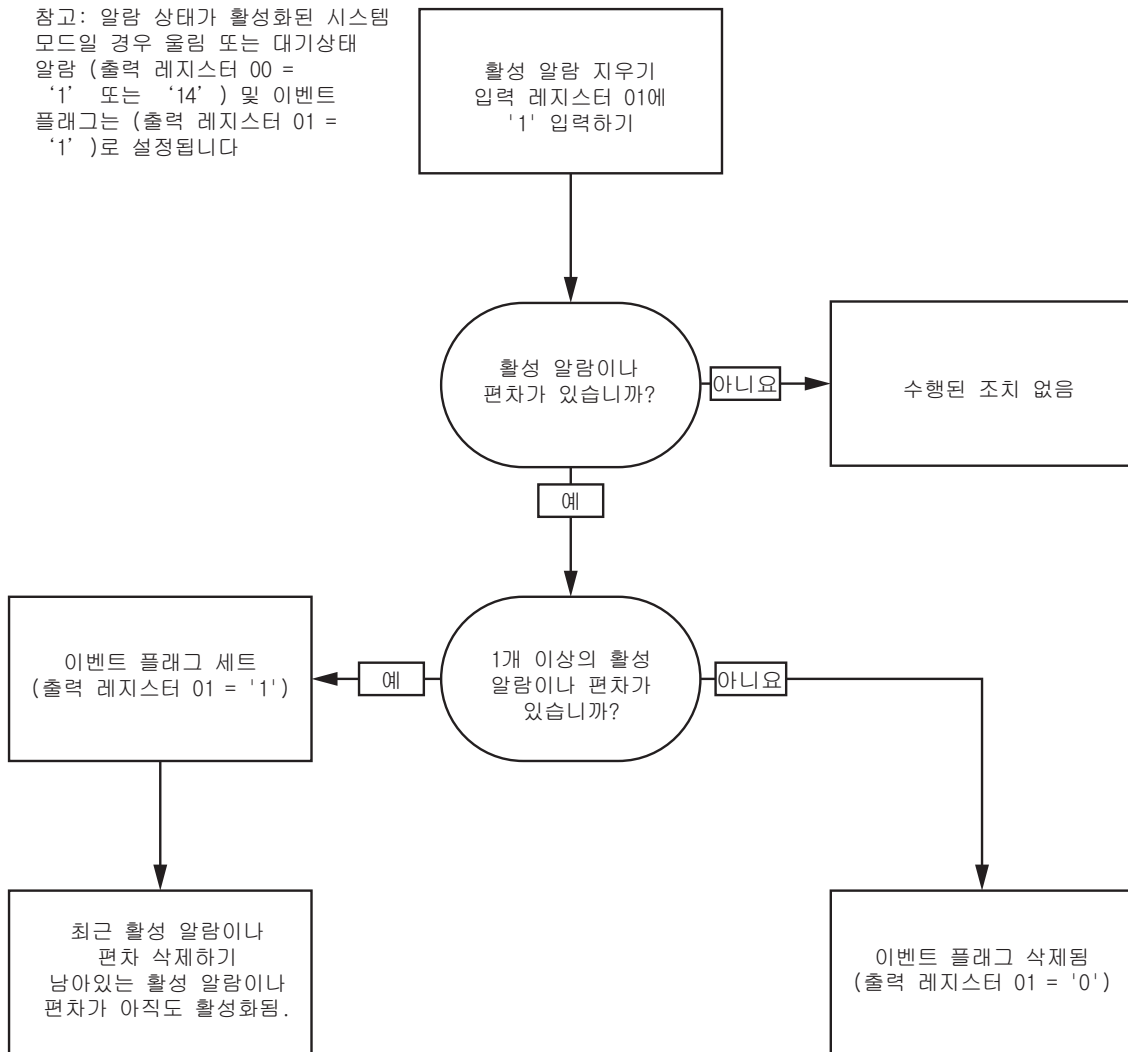 참고: 알람 상태가 활성화된 시스템
모드일 경우 울림 또는 대기상태
알람 (출력 레지스터 00 =
‘1’ 또는 ‘14’) 및 이벤트
플래그는 (출력 레지스터 01 =
‘1’)로 설정됩니다
활성 알람 지우기
입력 레지스터 01에
'1' 입력하기
활성 알람이나
편차가 있습니까?
아니요
수행된 조치 없음
예
1개 이상의 활성
알람이나 편차가
있습니까?
예
아니요
이벤트 플래그 세트
(출력 레지스터 01 = '1')
최근 활성 알람이나
편차 삭제하기
남아있는 활성 알람이나
편차가 아직도 활성화됨.
이벤트 플래그 삭제됨
(출력 레지스터 01 = '0')